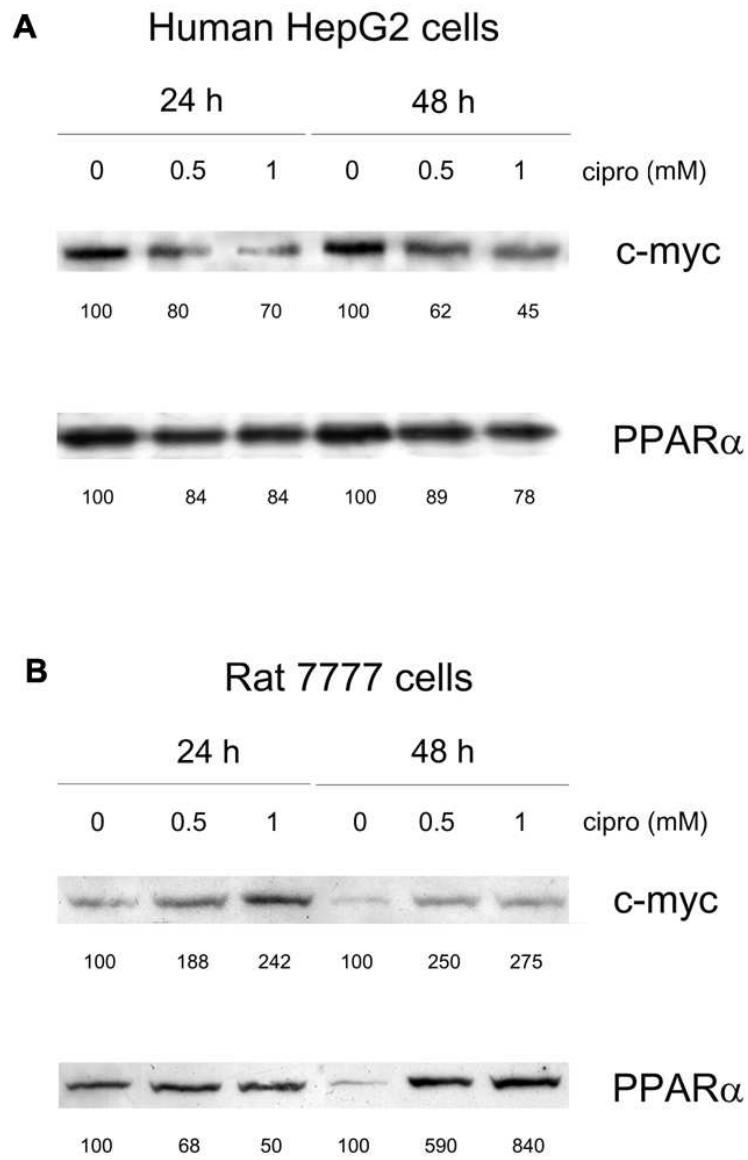 A Human HepG2 cells
24 h 48 h
0 0.5 1 0 0.5 1 cipro (mM)
c-myc
100 80 70 100 62 45
PPARα
100 84 84 100 89 78
B Rat 7777 cells
24 h 48 h
0 0.5 1 0 0.5 1 cipro (mM)
c-myc
100 188 242 100 250 275
PPARα
100 68 50 100 590 840